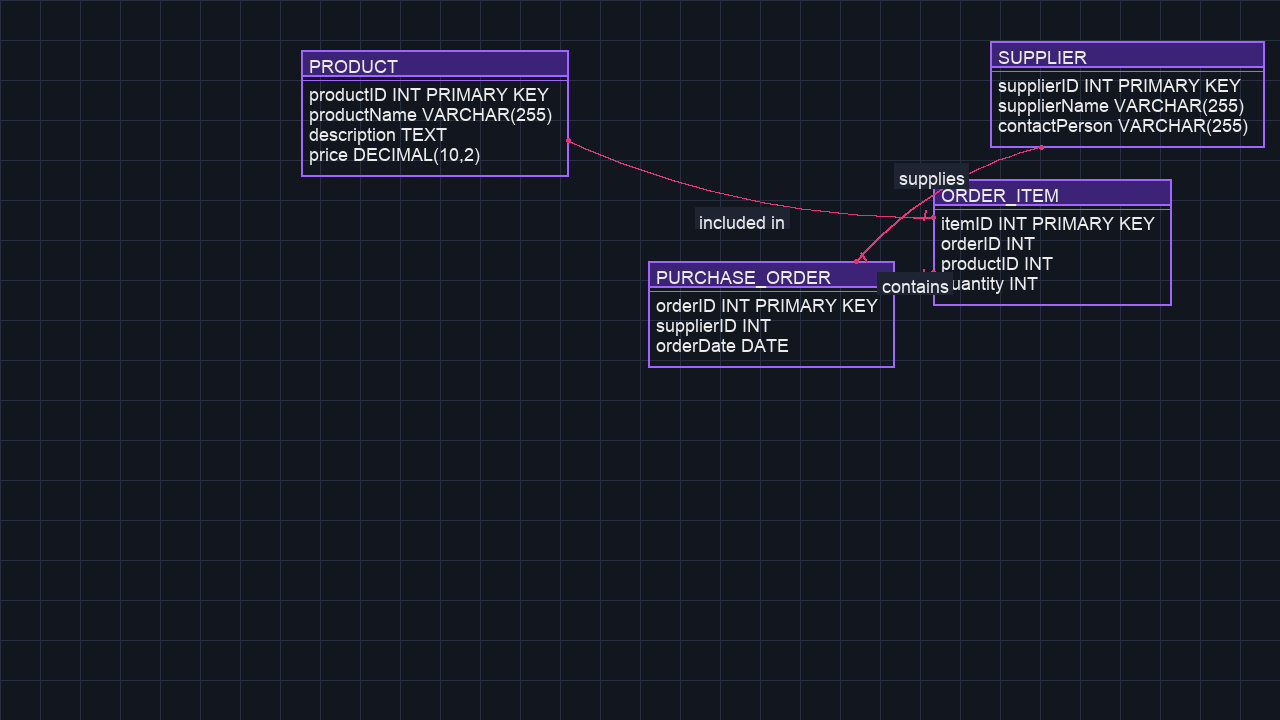 PRODUCT
productID INT PRIMARY KEY
productName VARCHAR(255)
description TEXT
price DECIMAL(10,2)
SUPPLIER
supplierID INT PRIMARY KEY
supplierName VARCHAR(255)
contactPerson VARCHAR(255)
supplies
included in
ORDER_ITEM
itemID INT PRIMARY KEY
orderID INT
productID INT
uantity INT
contains
PURCHASE_ORDER
orderID INT PRIMARY KEY
supplierID INT
orderDate DATE